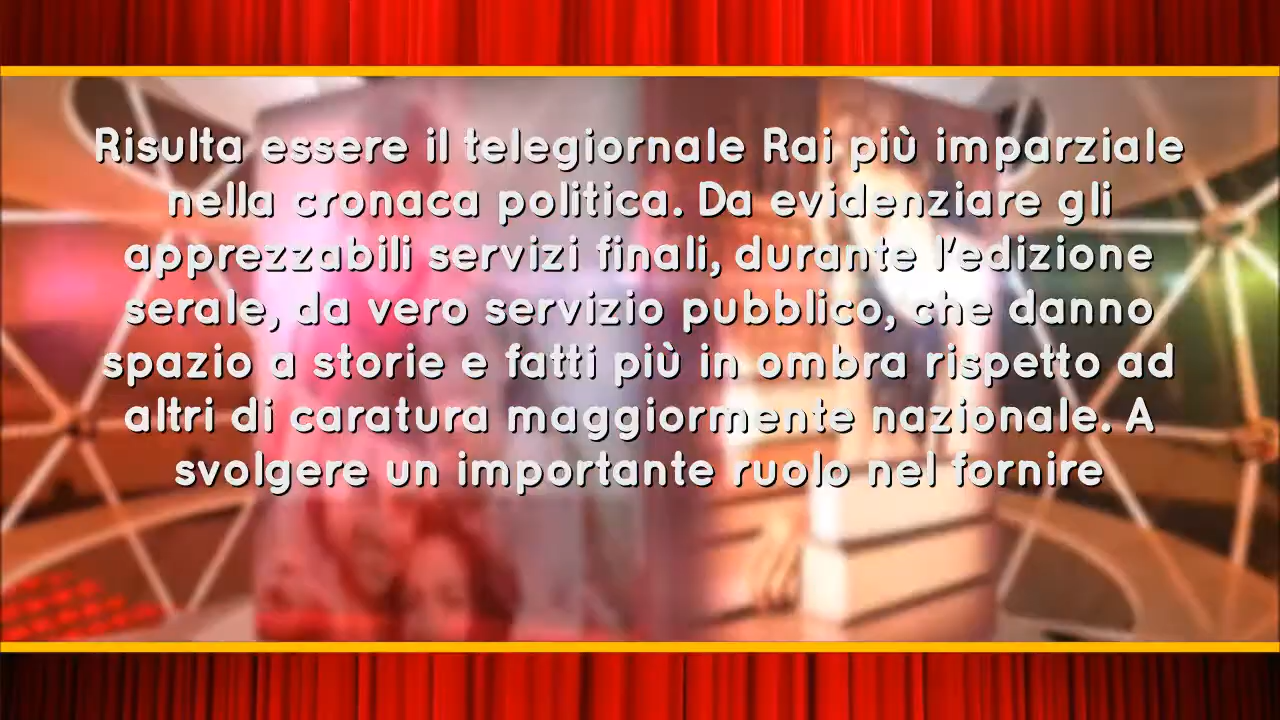 Risulta essere il telegiornale Rai più imparziale
nella cronaca politica. Da evidenziare gli
apprezzabili servizi finali, durante l'edizione
serale, da vero servizio pubblico, che danno
spazio a storie e fatti più in ombra rispetto ad
altri di caratura maggiormente nazionale. A
svolgere un importante ruolo nel fornire